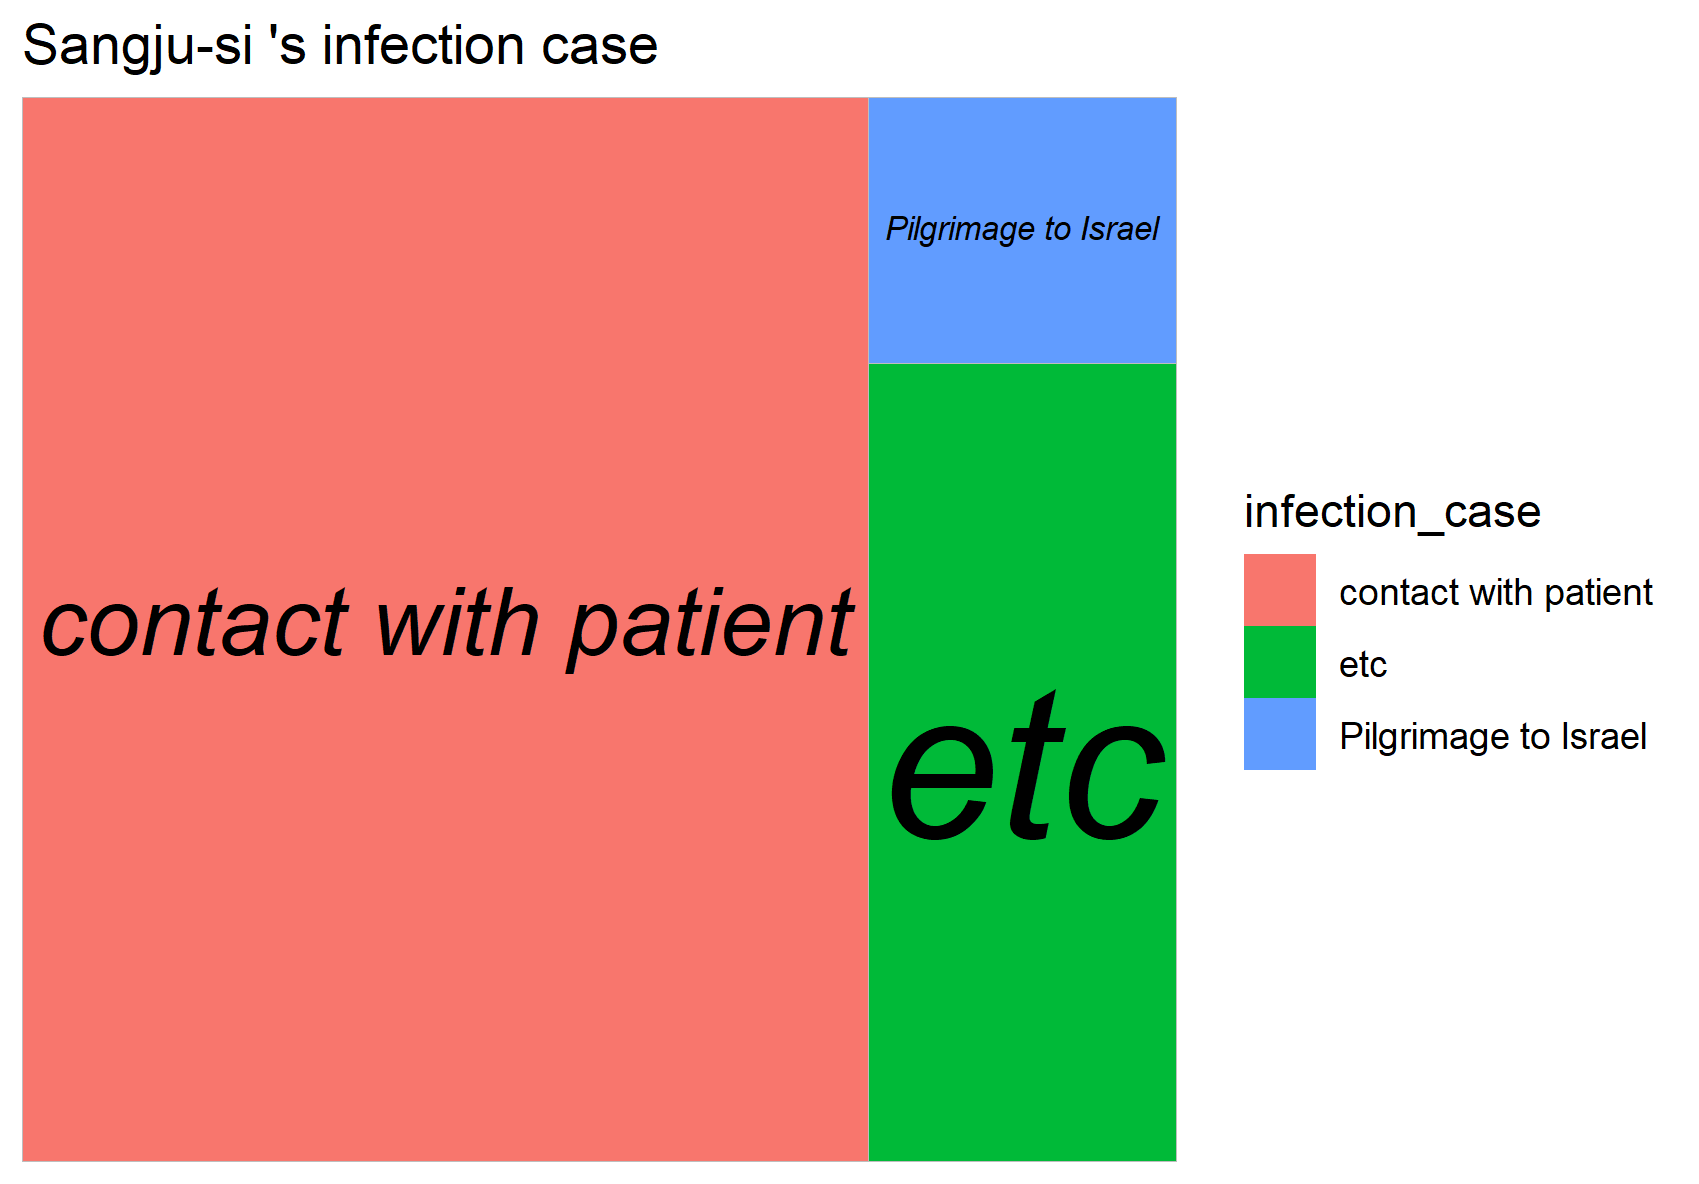 Sangju-si 's infection case
contact with patient
Pilgrimage to Israel
etc
infection_case
contact with patient
etc
Pilgrimage to Israel